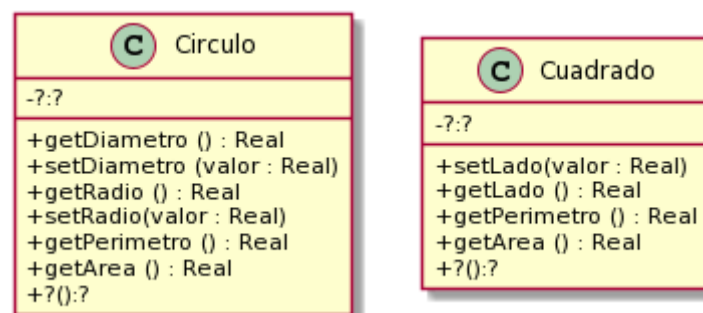 C Circulo
-?:?
+getDiametro () : Real
+setDiametro (valor : Real)
+getRadio () : Real
+setRadio(valor : Real)
+getPerimetro () : Real
+getArea () : Real
+?():?
C Cuadrado
-?:?
+setLado(valor : Real)
+getLado () : Real
+getPerimetro () : Real
+getArea () : Real
+?():?